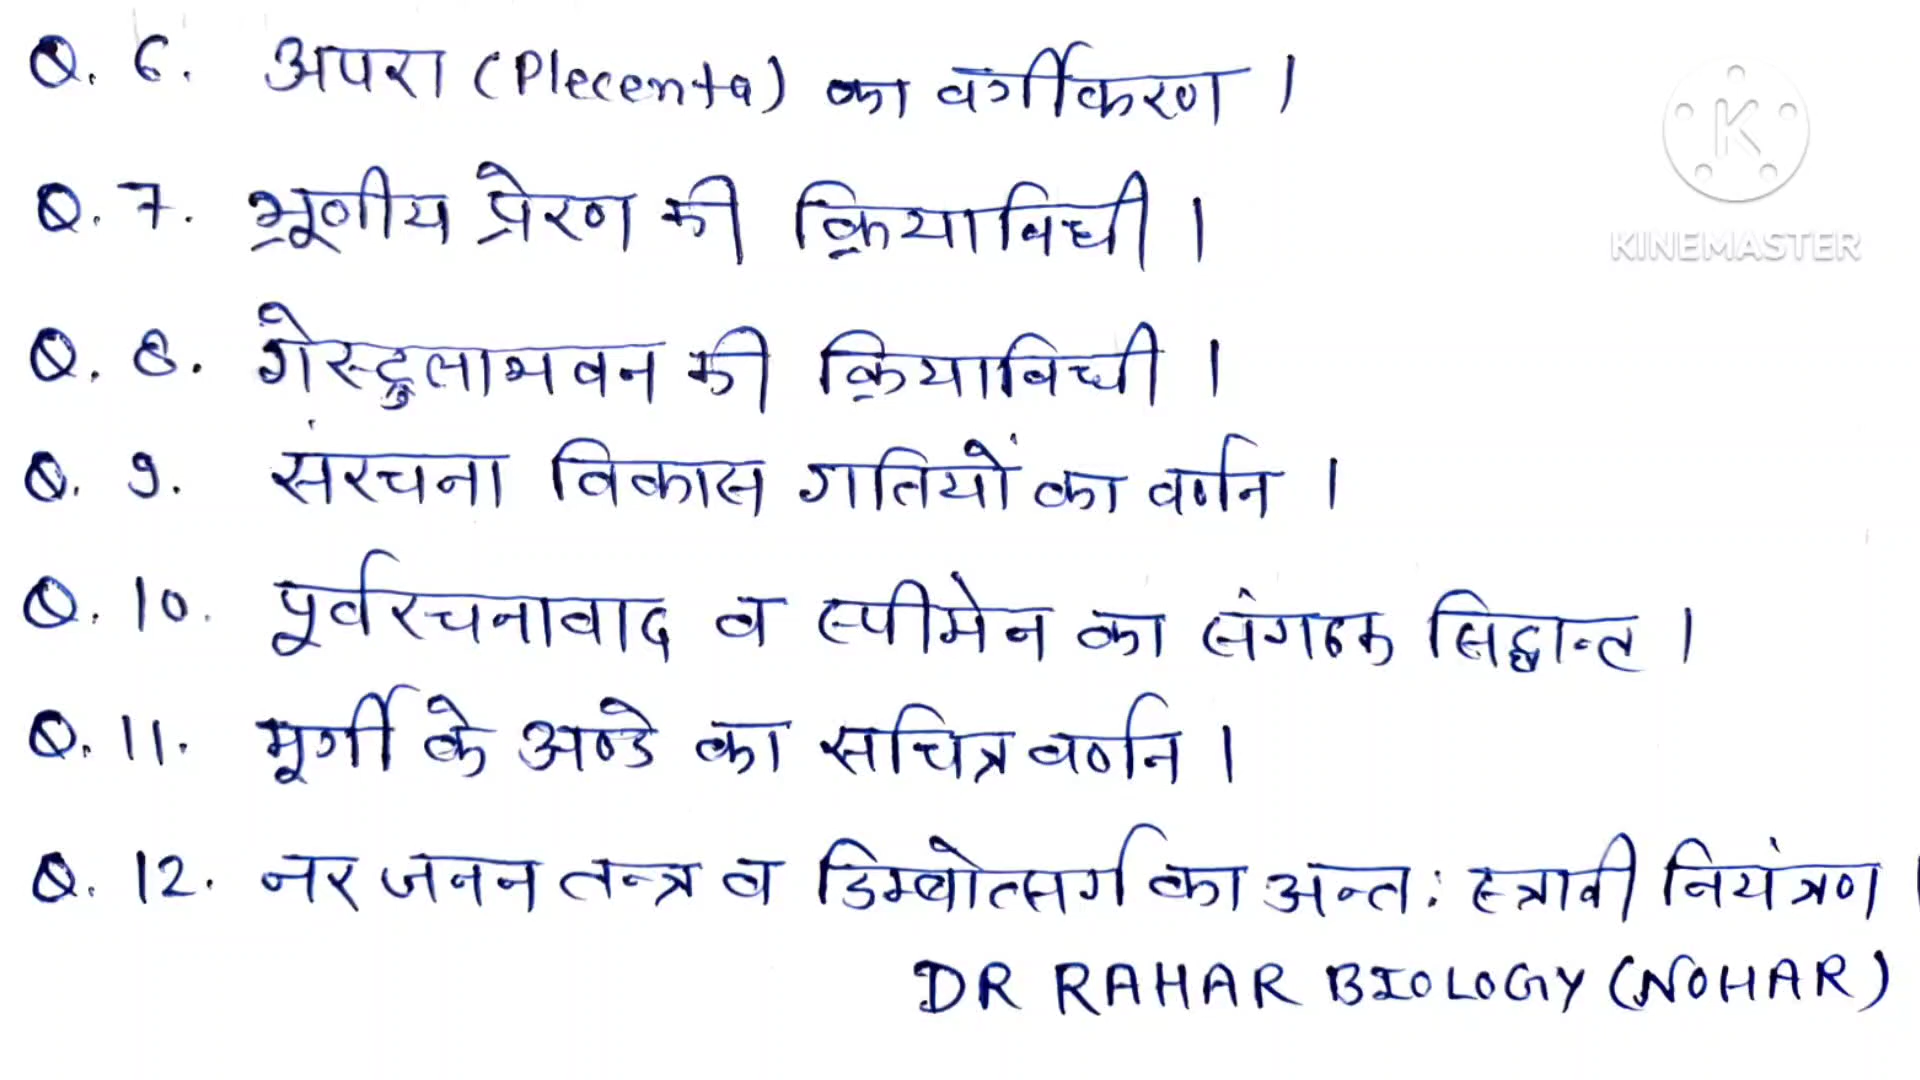 Q. 6. अपरा (Plecenta) का वर्गीकरण ।
Q. 7. भ्रूणीय प्रेरण की क्रियाविधी ।
Q. 8. गेस्ट्रुलाभवन की क्रियाविधी ।
Q. 9. संरचना विकास गतियों का वर्णन ।
Q. 10. पूर्वरचनावाद व स्पीमेन का संगठक सिद्धान्त ।
Q. 11. मूर्गी के अण्डे का सचित्र वर्णन ।
Q. 12. नर जनन तन्त्र व डिम्बोत्सर्ग का अन्त: स्त्रावी नियंत्रण ।
DR RAHAR BIOLOGY (NOHAR)
K
KINEMASTER